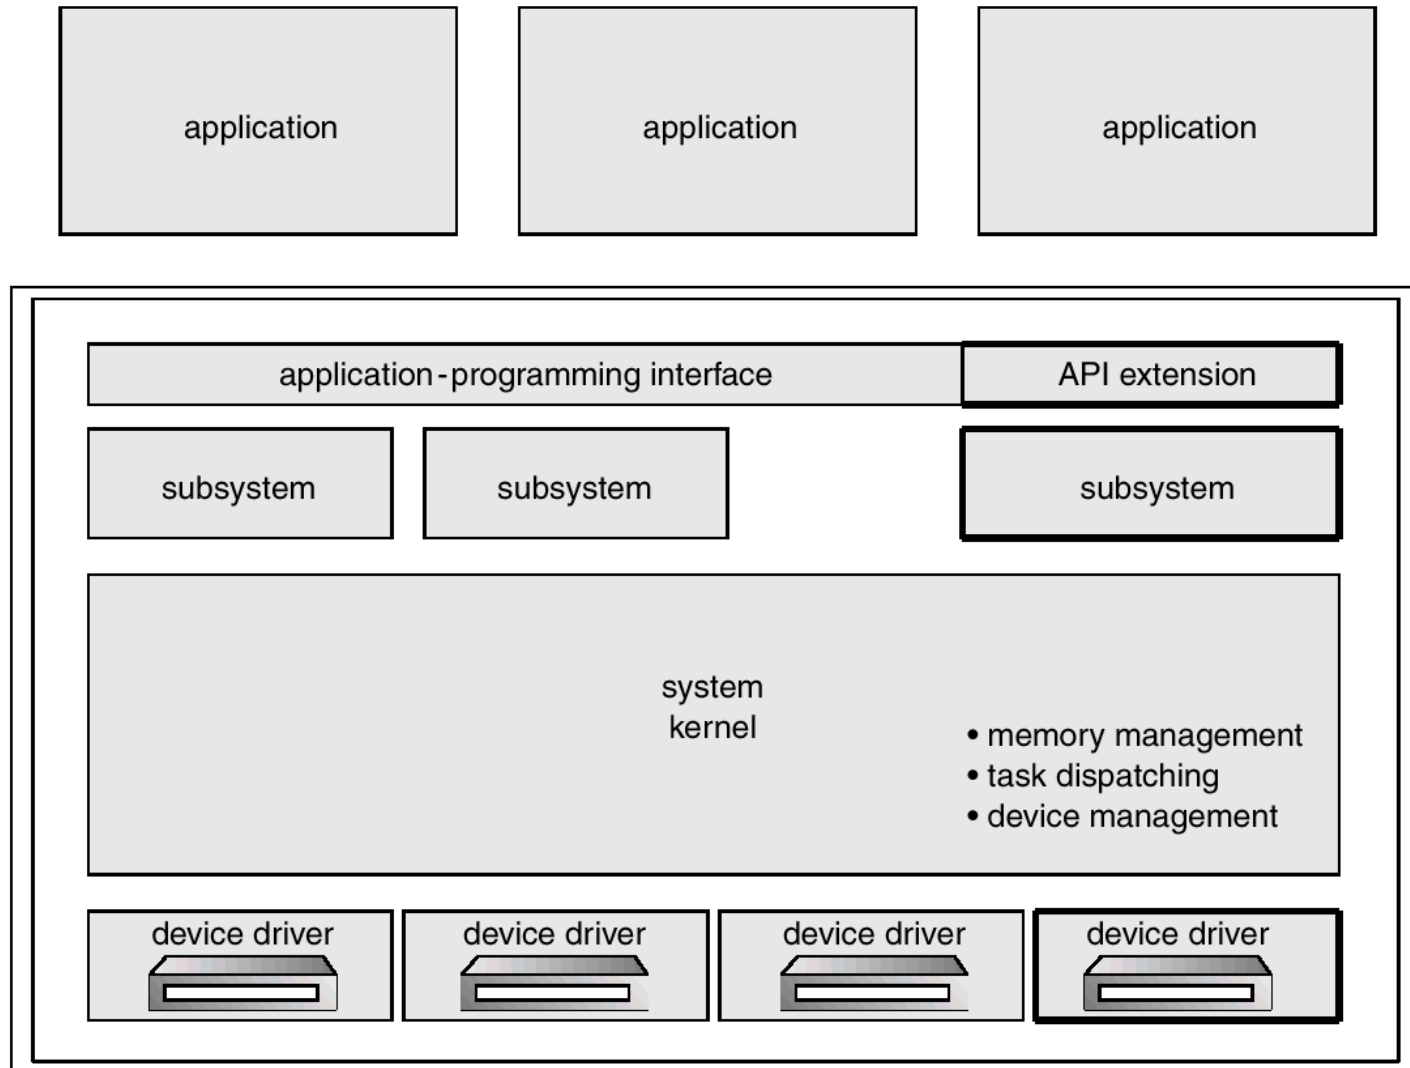 application
application
application
application-programming interface
API extension
subsystem
subsystem
subsystem
system
kernel
• memory management
• task dispatching
• device management
device driver
device driver
device driver
device driver